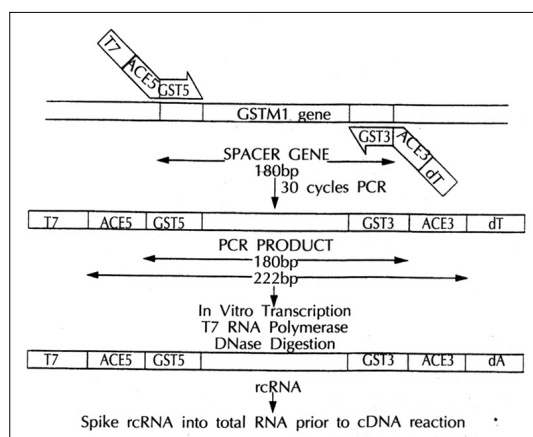 T7 ACE5 GST5
GSTM1 gene
GST3 ACE3 dT
SPACER GENE
180bp
30 cycles PCR
T7 ACE5 GST5 GST3 ACE3 dT
PCR PRODUCT
180bp
222bp
In Vitro Transcription
T7 RNA Polymerase
DNase Digestion
T7 ACE5 GST5 GST3 ACE3 dA
rcRNA
Spike rcRNA into total RNA prior to cDNA reaction